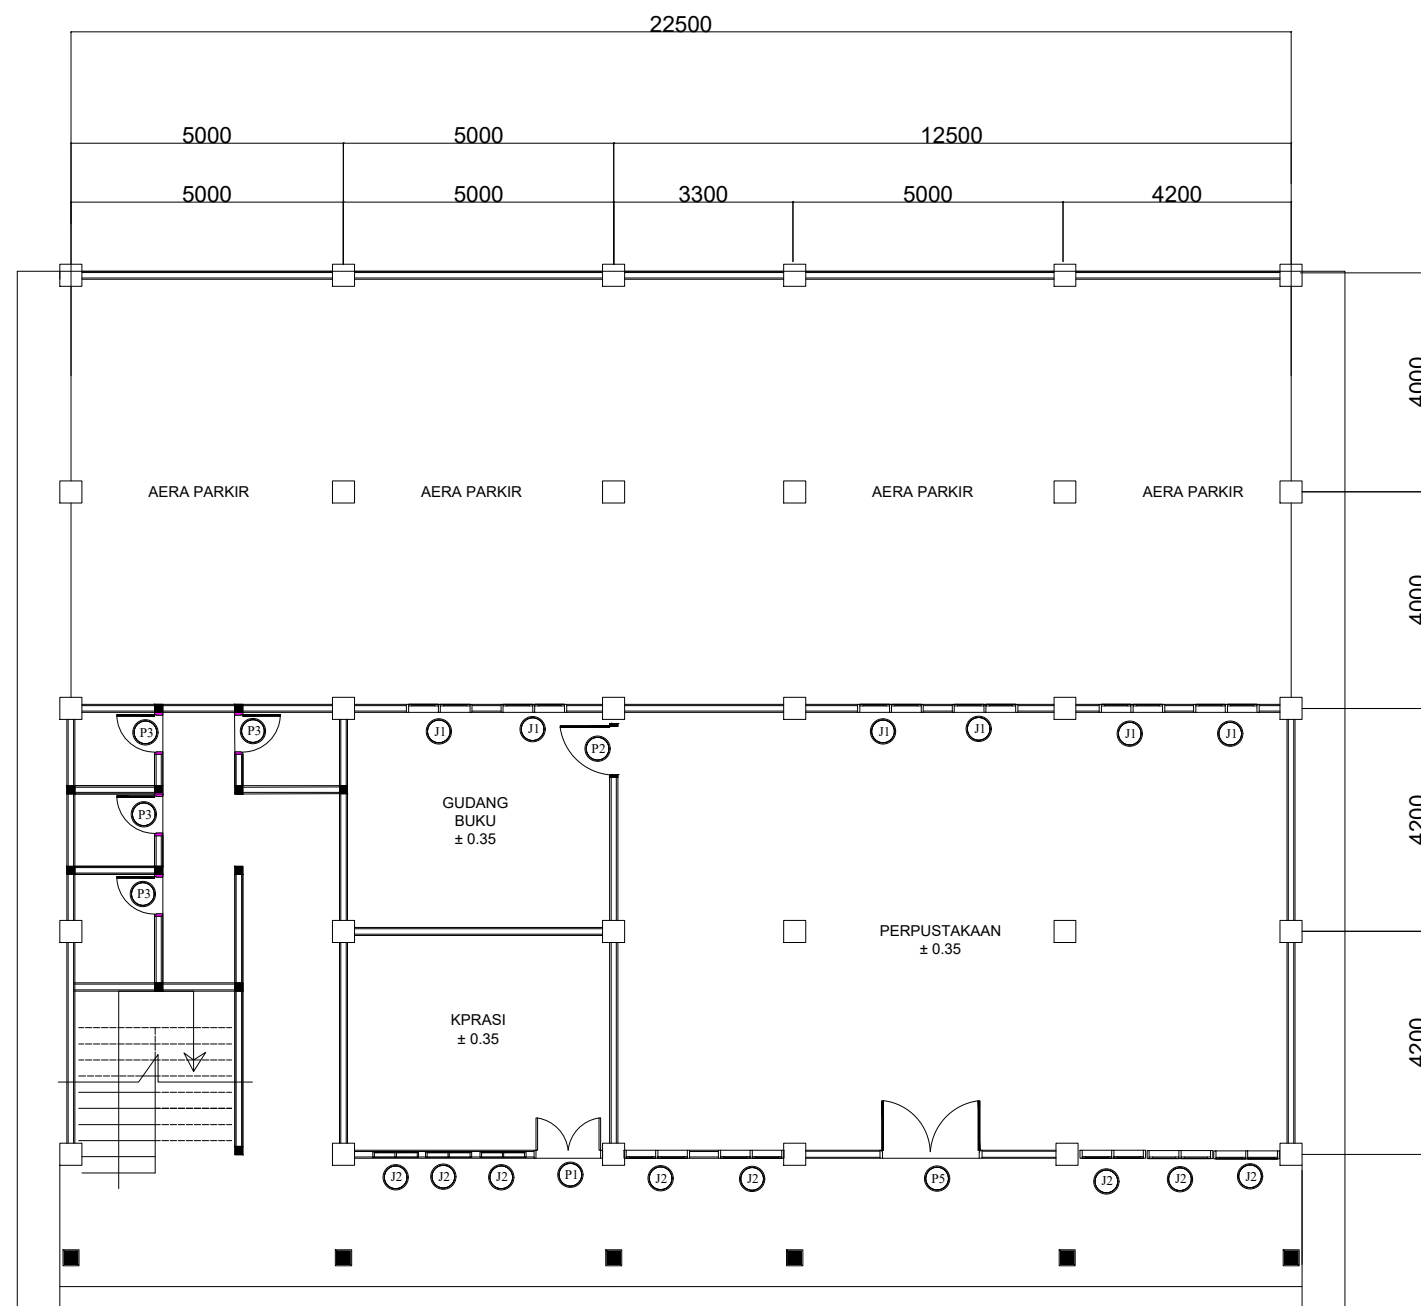 22500
5000 5000 12500
5000 5000 3300 5000 4200
4000
AERA PARKIR AERA PARKIR AERA PARKIR AERA PARKIR
4000
P3 P3 J1 J1 P2 J1 J1 J1 J1
P3
GUDANG
BUKU
± 0.35
4200
P3
PERPUSTAKAAN
± 0.35
KPRASI
± 0.35
4200
J2 J2 J2 P1 J2 J2 P5 J2 J2 J2